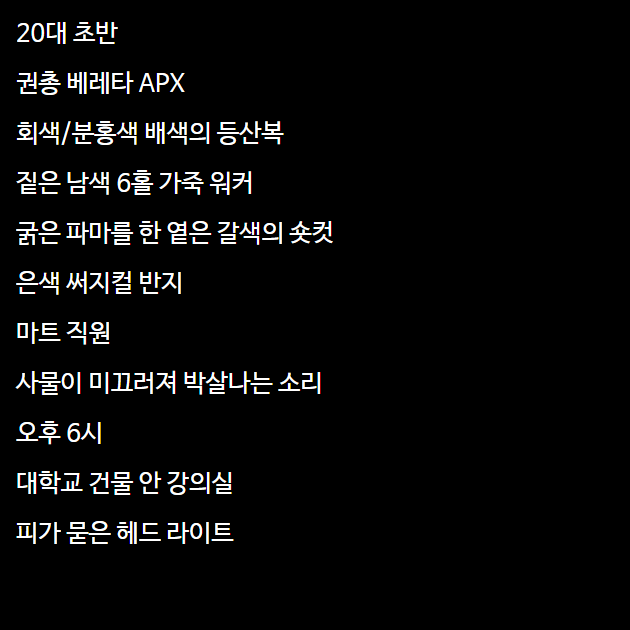 20대 초반
권총 베레타 APX
회색/분홍색 배색의 등산복
짙은 남색 6홀 가죽 워커
굵은 파마를 한 옅은 갈색의 숏컷
은색 써지컬 반지
마트 직원
사물이 미끄러져 박살나는 소리
오후 6시
대학교 건물 안 강의실
피가 묻은 헤드 라이트